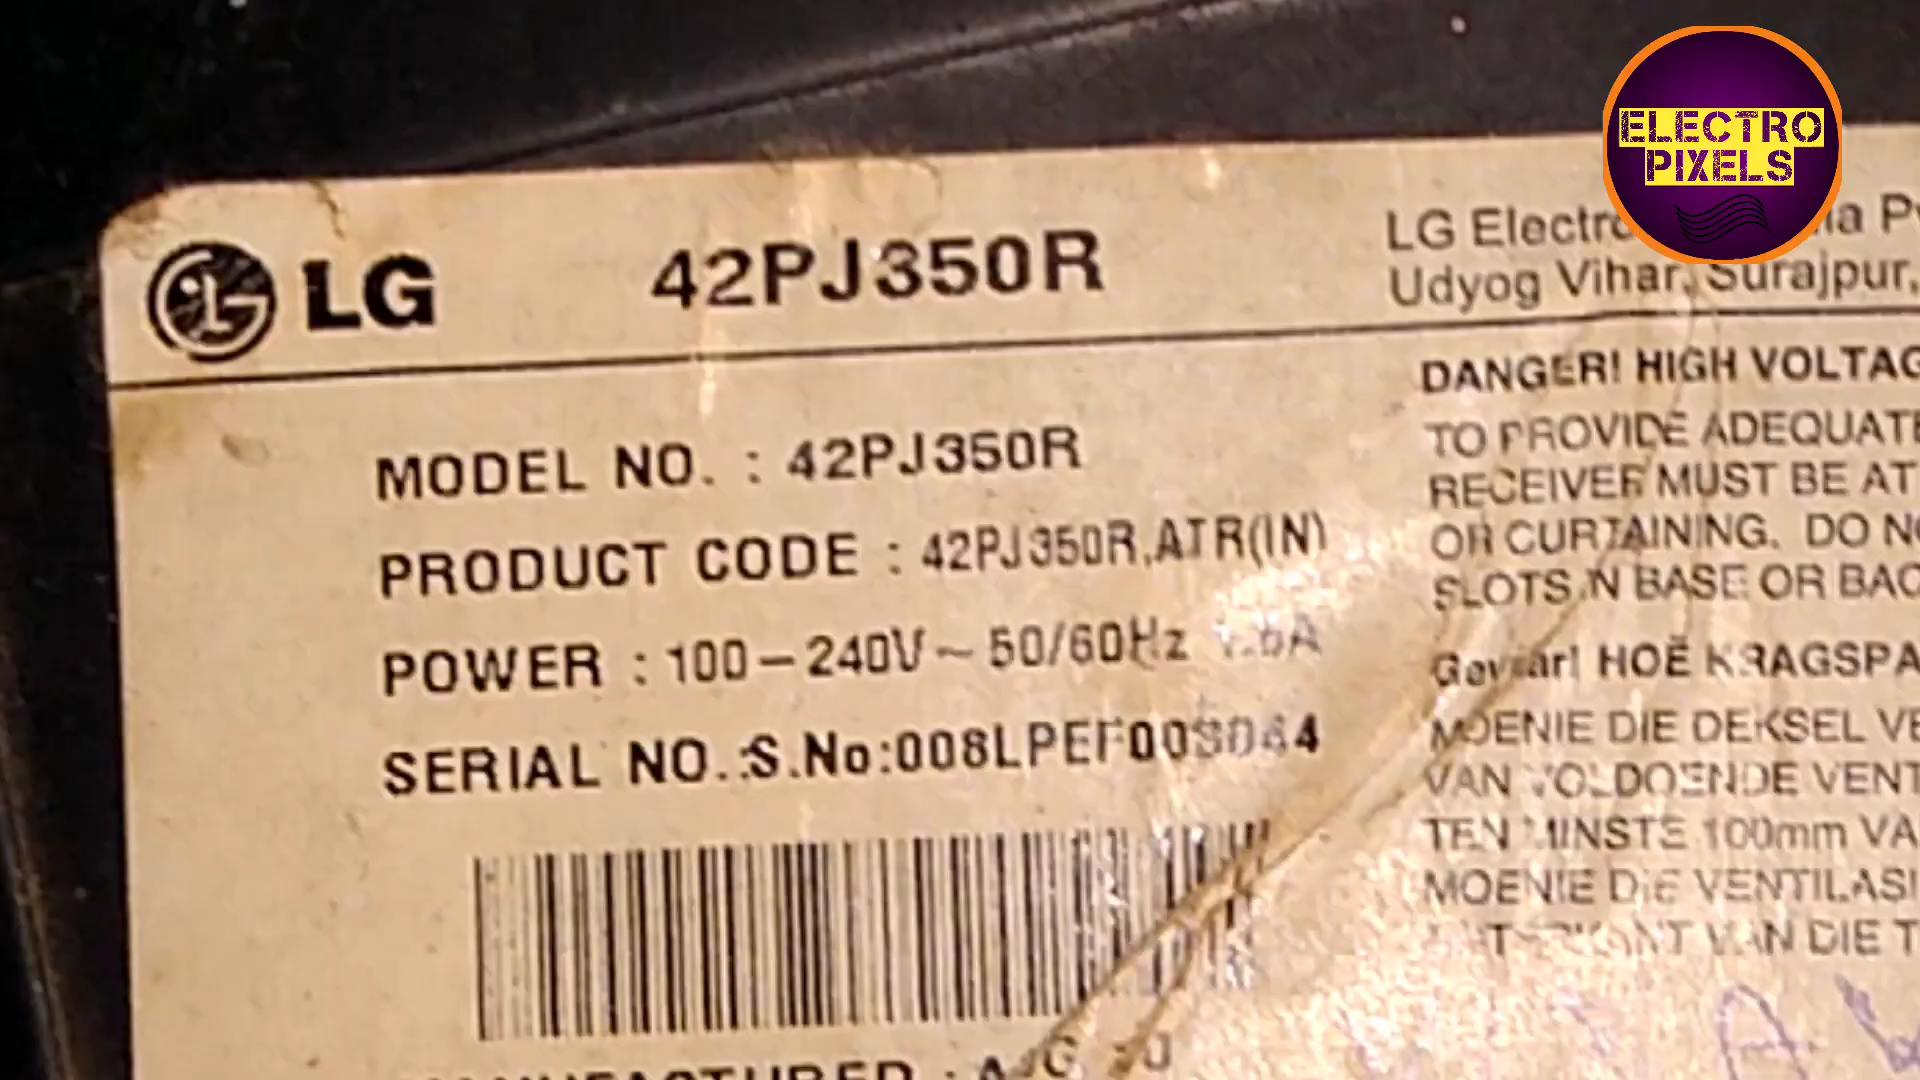 ELECTRO
PIXELS
LG 42PJ350R
LG Electro
Udyog Vihar, Surajpur,
MODEL NO. : 42PJ350R
PRODUCT CODE : 42PJ350R.ATR(IN)
POWER : 100-240V~ 50/60Hz
SERIAL NO.:S.No:
MANUFACTURED :
DANGER! HIGH VOLTAG
TO PROVIDE ADEQUATE
RECEIVER MUST BE AT
OR CURTAINING. DO NO
SLOTS IN BASE OR BAC
HOË KRAGSPA
MOENIE DIE DEKSEL VE
VAN VOLDOENDE VENT
TEN MINSTE 100mm VA
MOENIE DIE VENTILASI
VAN DIE T